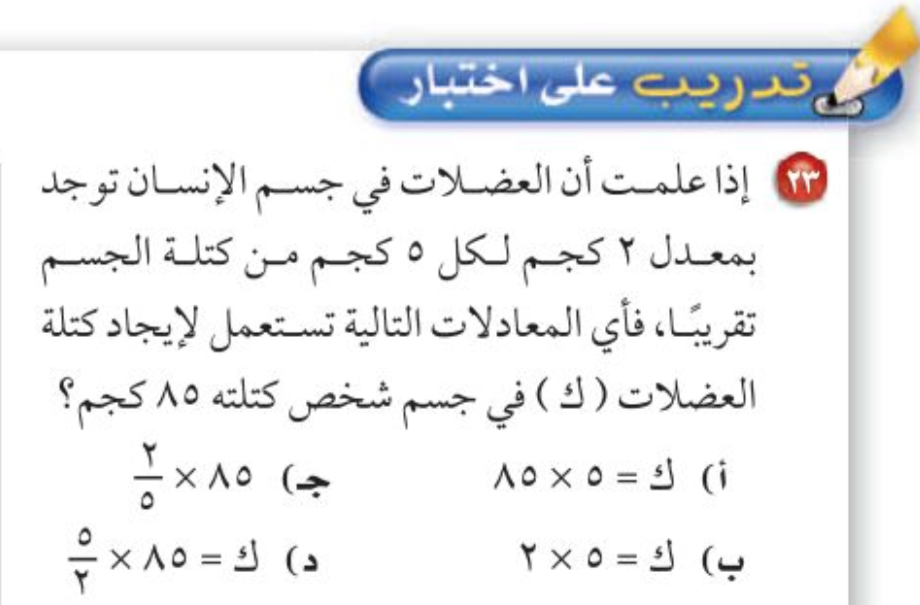 تدريب على اختبار
٢٣ إذا علمت أن العضلات في جسم الإنسان توجد
بمعدل ٢ كجم لكل ٥ كجم من كتلة الجسم
تقريبًا، فأي المعادلات التالية تستعمل لإيجاد كتلة
العضلات ( ك ) في جسم شخص كتلته ٨٥ كجم؟
أ) ك = ٥ × ٨٥
ب) ك = ٥ × ٢
جـ) ٨٥ × ٢/٥
د) ك = ٨٥ × ٥/٢